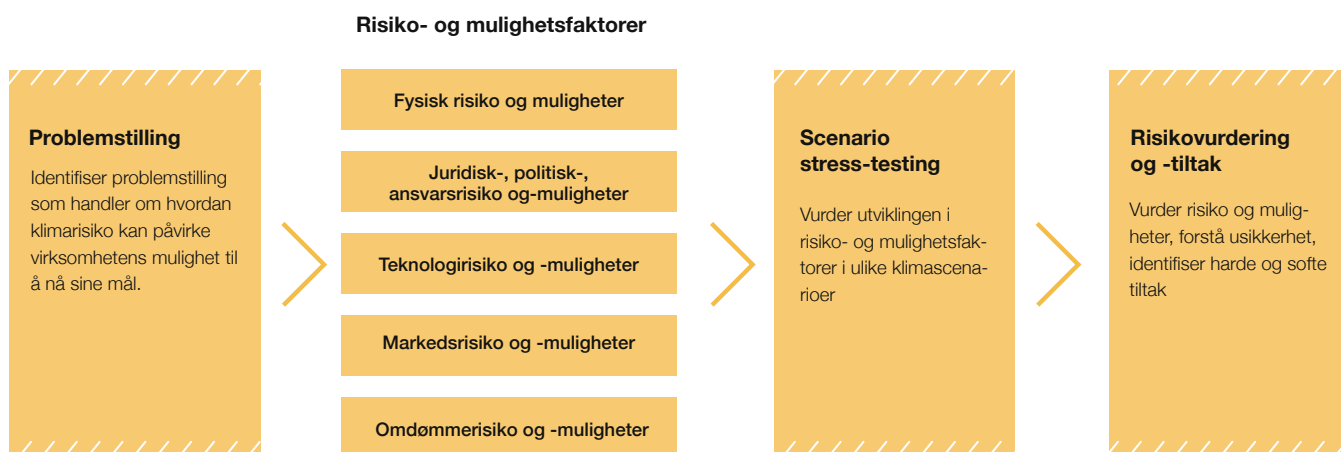 Risiko- og mulighetsfaktorer
Problemstilling
Identifiser problemstilling
som handler om hvordan
klimarisiko kan påvirke
virksomhetens mulighet til
å nå sine mål.
Fysisk risiko og muligheter
Juridisk-, politisk-,
ansvarsrisiko og-muligheter
Teknologirisiko og -muligheter
Markedsrisiko og -muligheter
Omdømmerisiko og -muligheter
Scenario
stress-testing
Vurder utviklingen i
risiko- og mulighetsfak-
torer i ulike klimascena-
rioer
Risikovurdering
og -tiltak
Vurder risiko og mulig-
heter, forstå usikkerhet,
identifiser harde og softe
tiltak